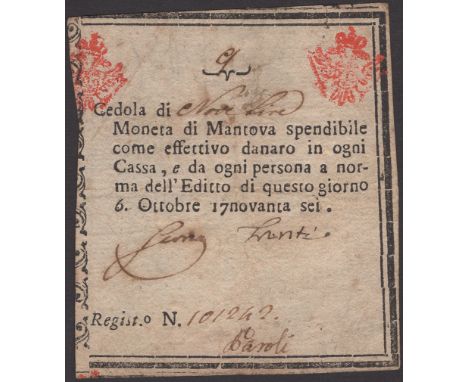 9
Cedola di Nove Lire
Moneta di Mantova spendibile
come effettivo danaro in ogni
Cassa, e da ogni persona a nor-
ma dell'Editto di questo giorno
6. Ottobre 17novanta sei.
Regist.o N. 101242.